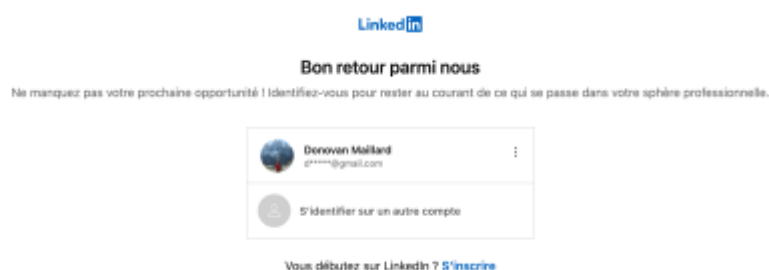 Linkedin
Bon retour parmi nous
Ne manquez pas votre prochaine opportunité ! Identifiez-vous pour rester au courant de ce qui se passe dans votre sphère professionnelle.
Donovan Maillard
d*****@gmail.com
S'identifier sur un autre compte
Vous débutez sur LinkedIn ? S'inscrire